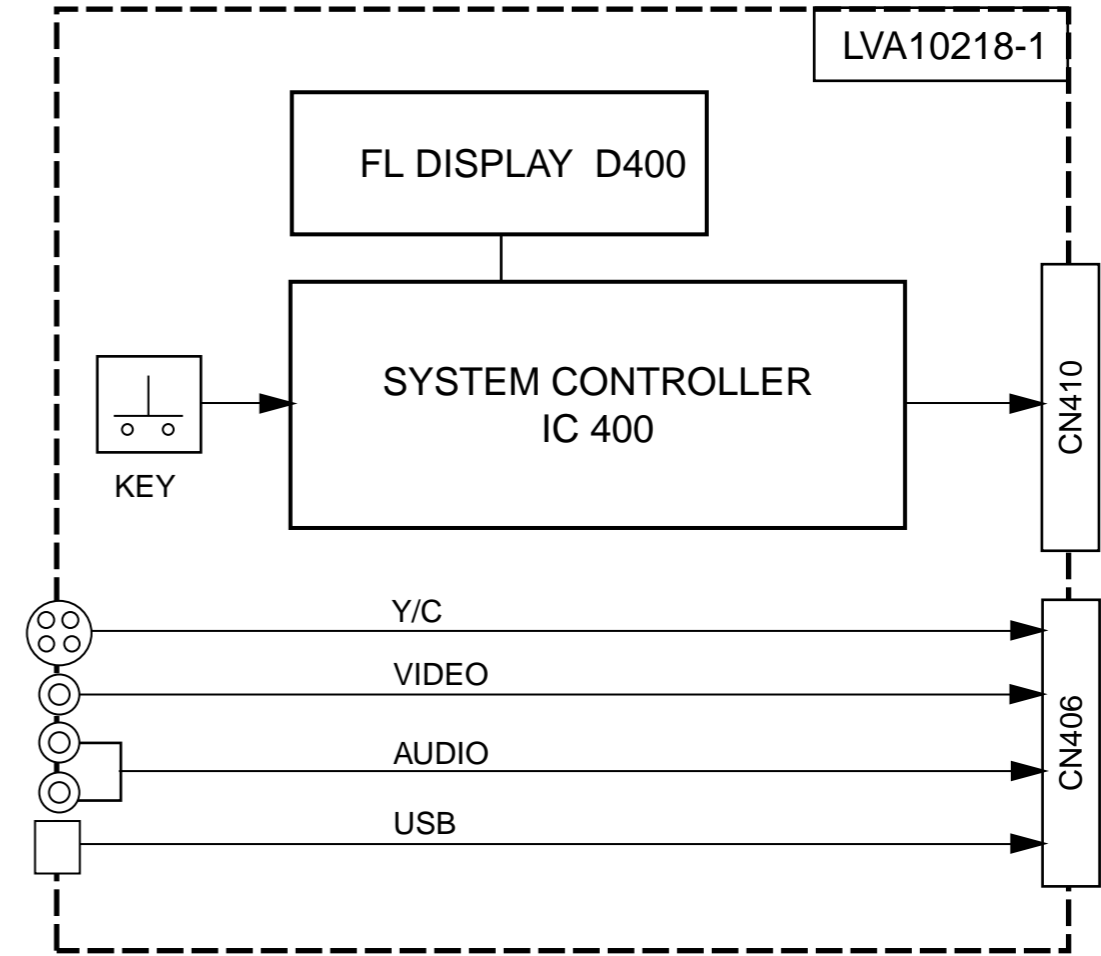 LVA10218-1
FL DISPLAY D400
SYSTEM CONTROLLER
IC 400
KEY
CN410
Y/C
VIDEO
AUDIO
USB
CN406